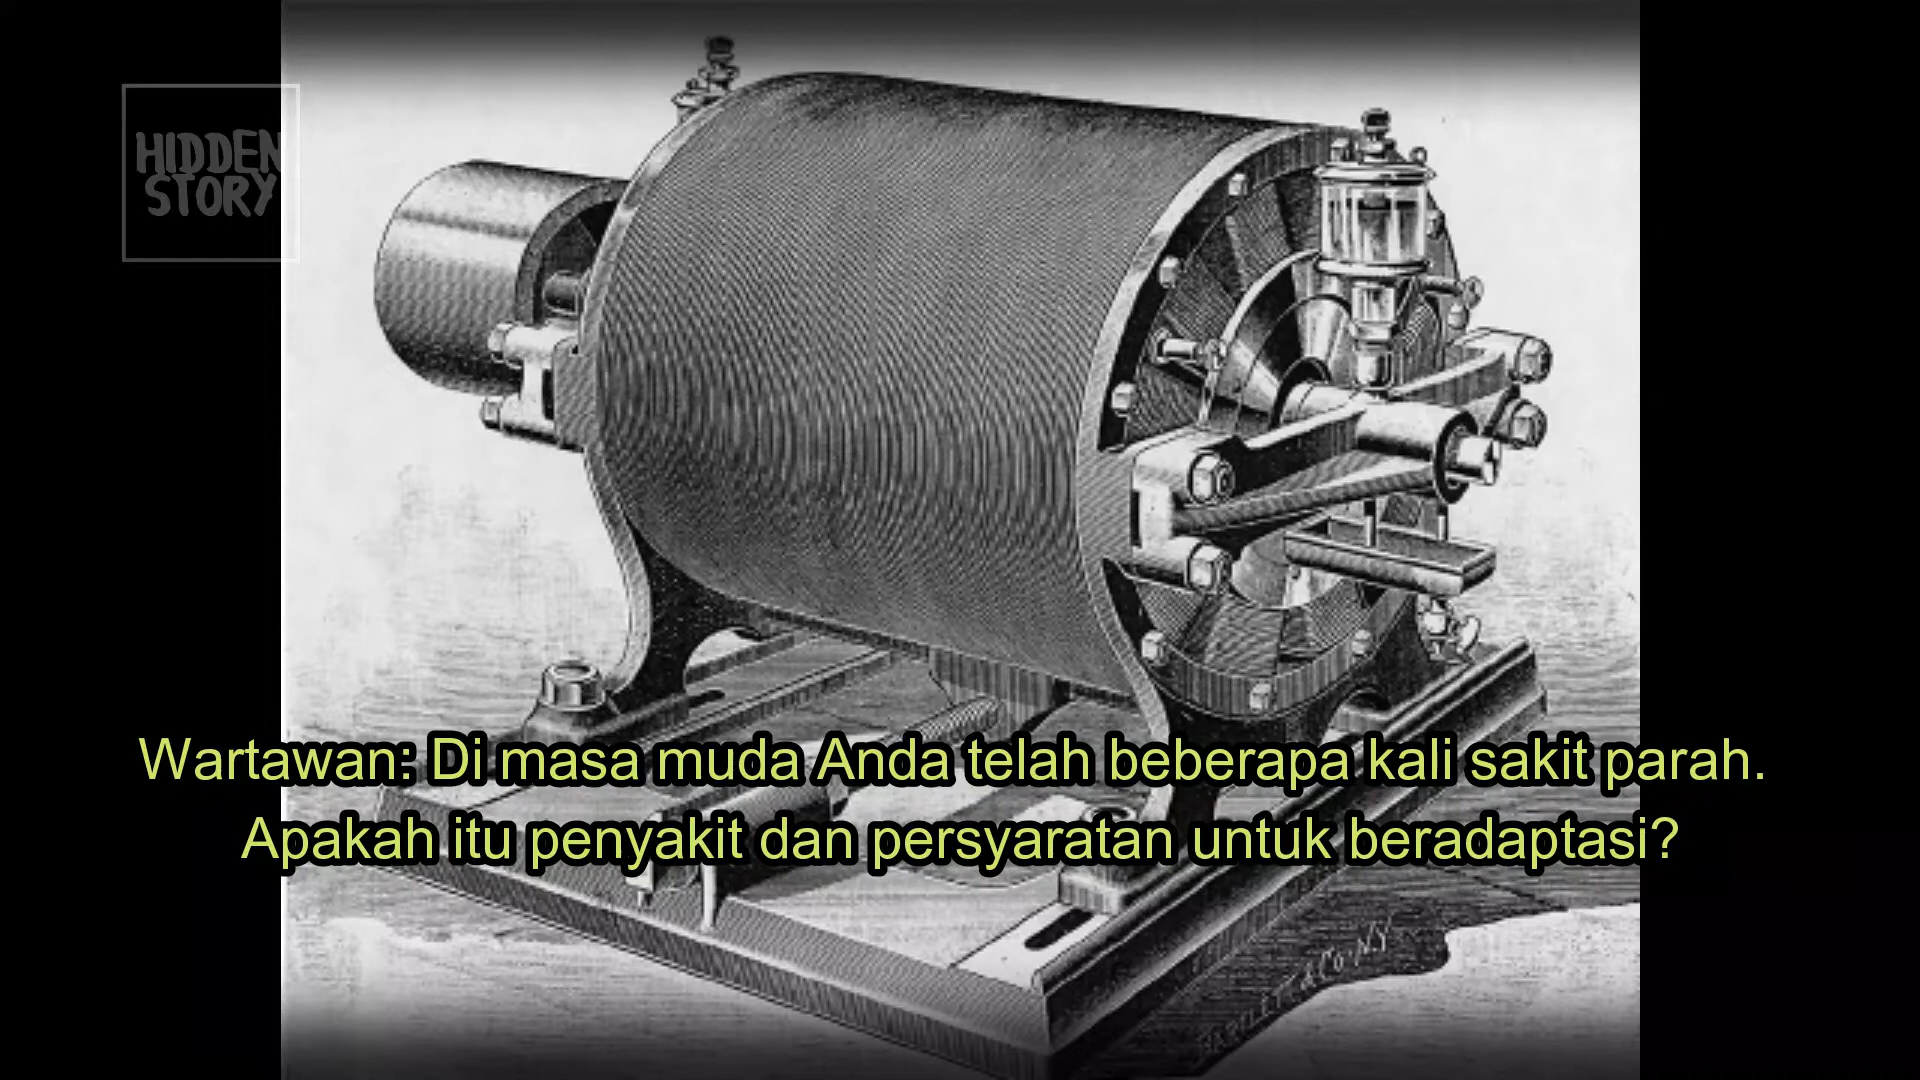 HIDDEN
STORY
Wartawan: Di masa muda Anda telah beberapa kali sakit parah.
Apakah itu penyakit dan persyaratan untuk beradaptasi?